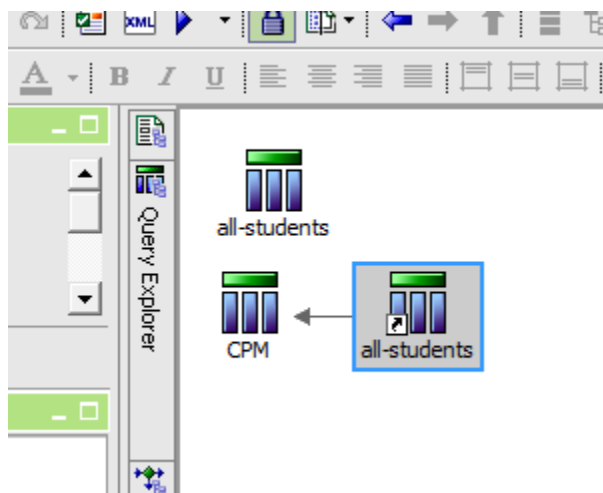 XML
A B I U
Query Explorer
all-students
CPM
all-students